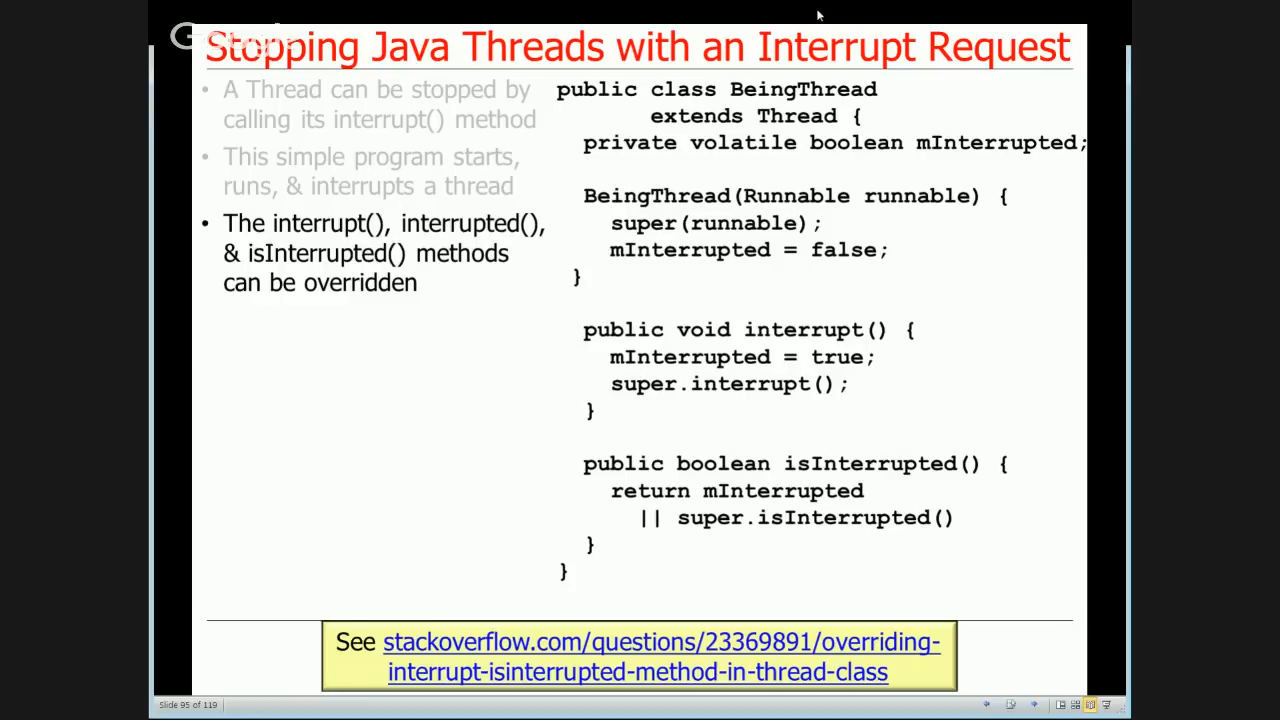 Google
Stopping Java Threads with an Interrupt Request
• A Thread can be stopped by
calling its interrupt() method
• This simple program starts,
runs, & interrupts a thread
• The interrupt(), interrupted(),
& isInterrupted() methods
can be overridden
public class BeingThread
extends Thread {
private volatile boolean mInterrupted;
BeingThread(Runnable runnable) {
super(runnable);
mInterrupted = false;
}
public void interrupt() {
mInterrupted = true;
super.interrupt();
}
public boolean isInterrupted() {
return mInterrupted
|| super.isInterrupted()
}
}
See stackoverflow.com/questions/23369891/overriding-
interrupt-isinterrupted-method-in-thread-class
Slide 95 of 119